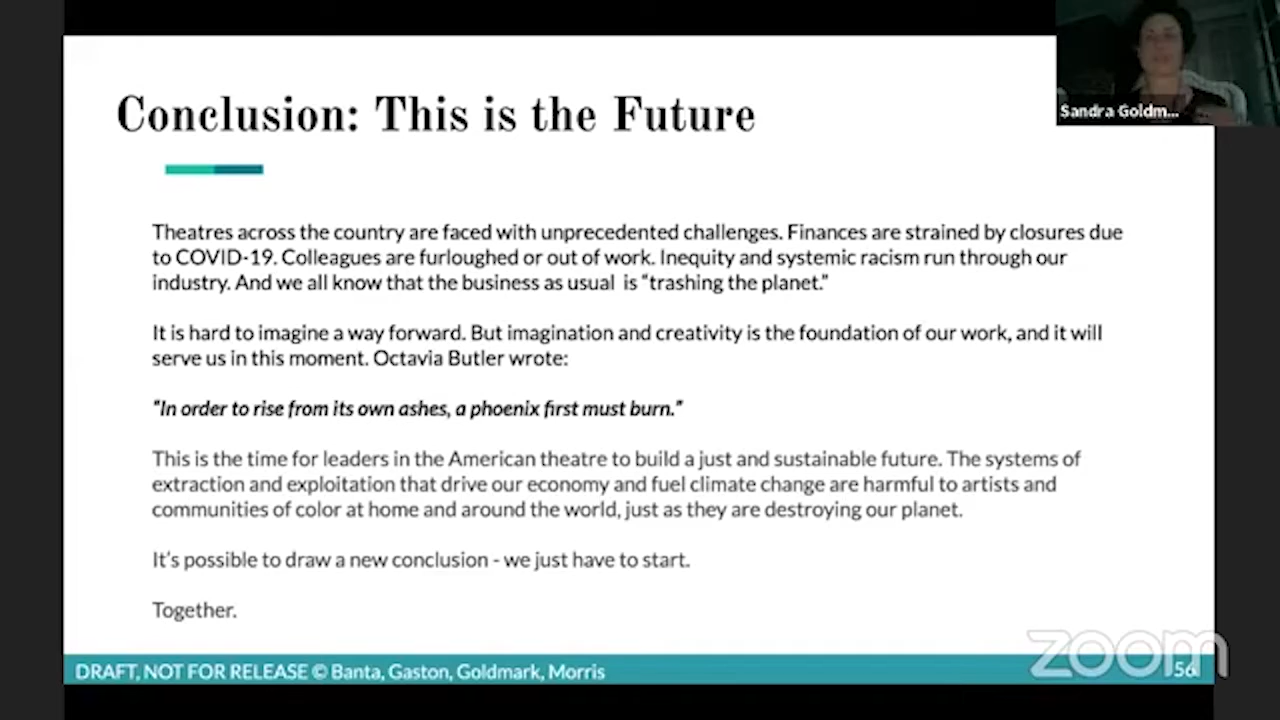 Sandra Goldm...
Conclusion: This is the Future
Theatres across the country are faced with unprecedented challenges. Finances are strained by closures due
to COVID-19. Colleagues are furloughed or out of work. Inequity and systemic racism run through our
industry. And we all know that the business as usual is “trashing the planet.”
It is hard to imagine a way forward. But imagination and creativity is the foundation of our work, and it will
serve us in this moment. Octavia Butler wrote:
“In order to rise from its own ashes, a phoenix first must burn.”
This is the time for leaders in the American theatre to build a just and sustainable future. The systems of
extraction and exploitation that drive our economy and fuel climate change are harmful to artists and
communities of color at home and around the world, just as they are destroying our planet.
It’s possible to draw a new conclusion - we just have to start.
Together.
DRAFT, NOT FOR RELEASE © Banta, Gaston, Goldmark, Morris
56
zoom